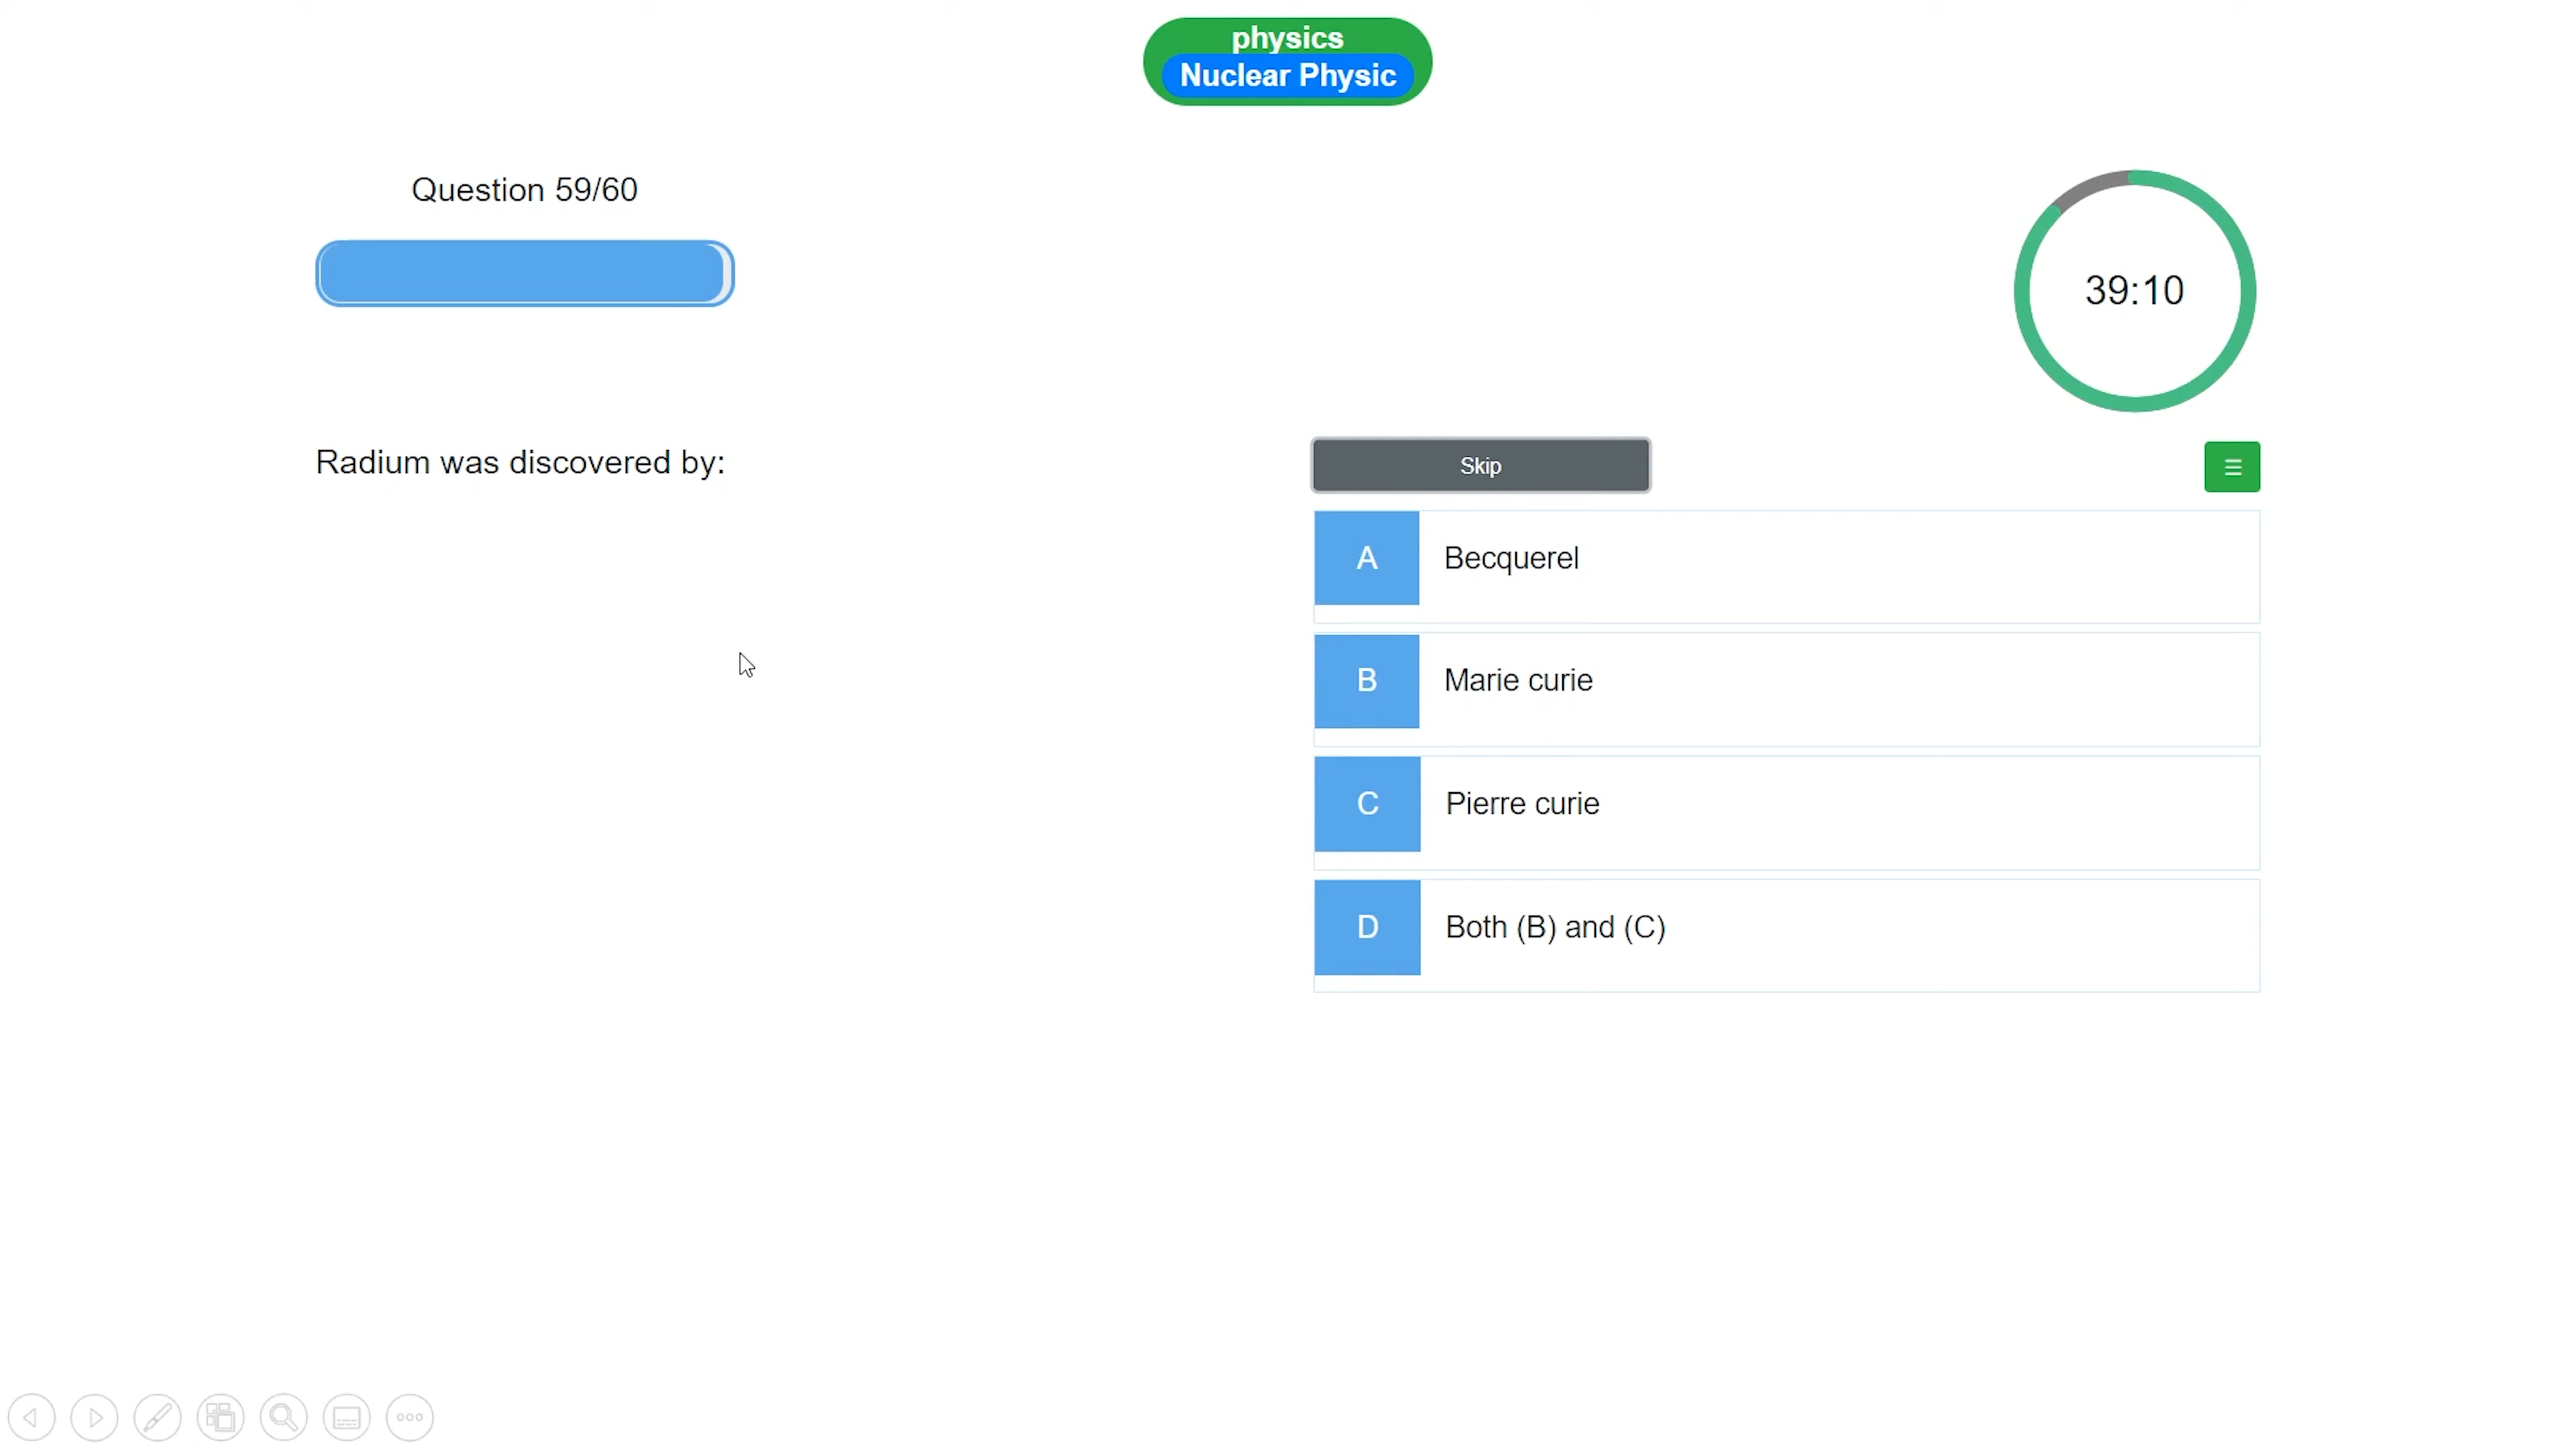 physics
Nuclear Physic
Question 59/60
39:10
Radium was discovered by:
Skip
A Becquerel
B Marie curie
C Pierre curie
D Both (B) and (C)